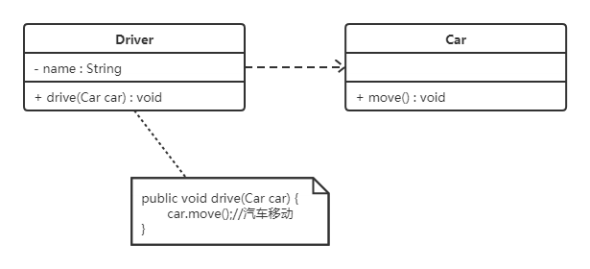 Driver
- name : String
+ drive(Car car) : void
Car
+ move() : void
public void drive(Car car) {
car.move();//汽车移动
}